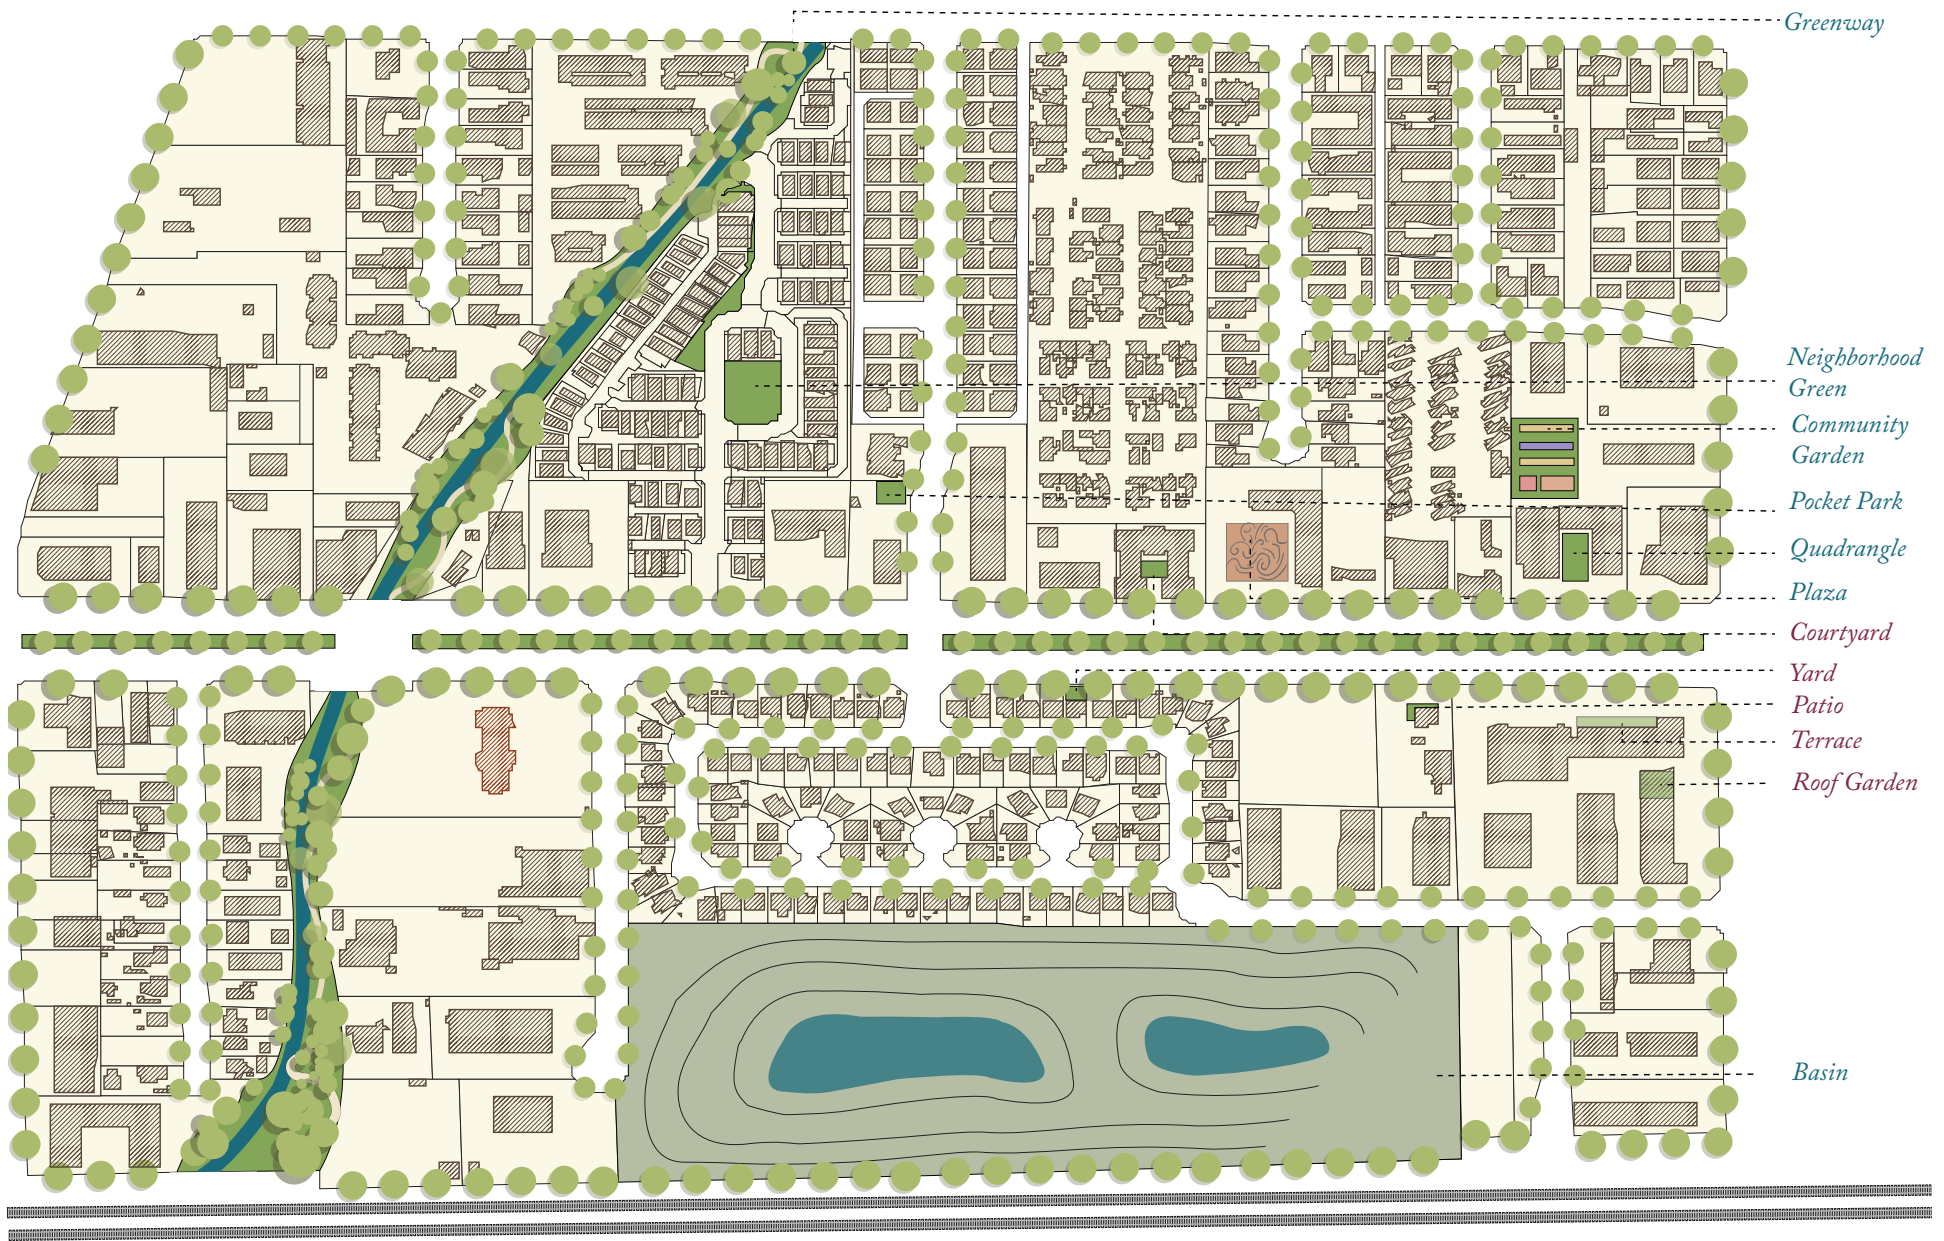 Greenway
Neighborhood
Green
Community
Garden
Pocket Park
Quadrangle
Plaza
Courtyard
Yard
Patio
Terrace
Roof Garden
Basin